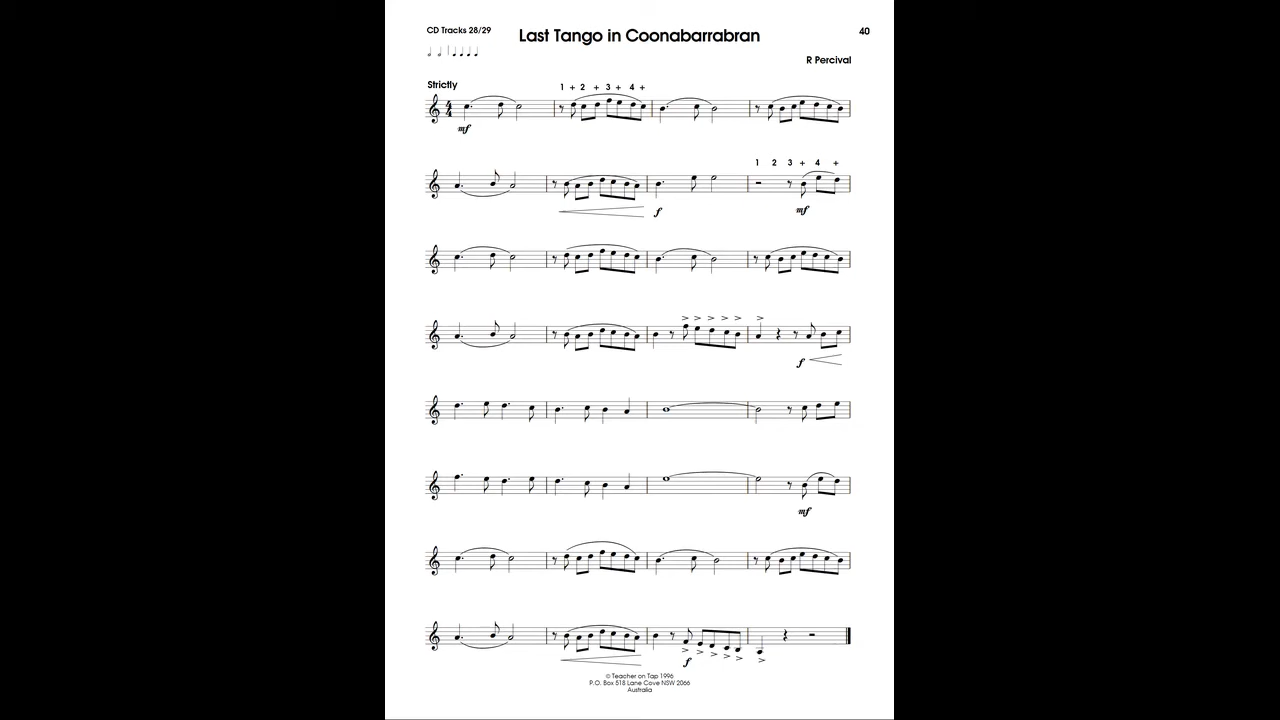 CD Tracks 28/29
Last Tango in Coonabarrabran
40
R Percival
Strictly
1 + 2 + 3 + 4 +
mf
1 2 3 + 4 +
f
mf
f
mf
f
© Teacher on Tap 1996
P.O. Box 518 Lane Cove NSW 2066
Australia